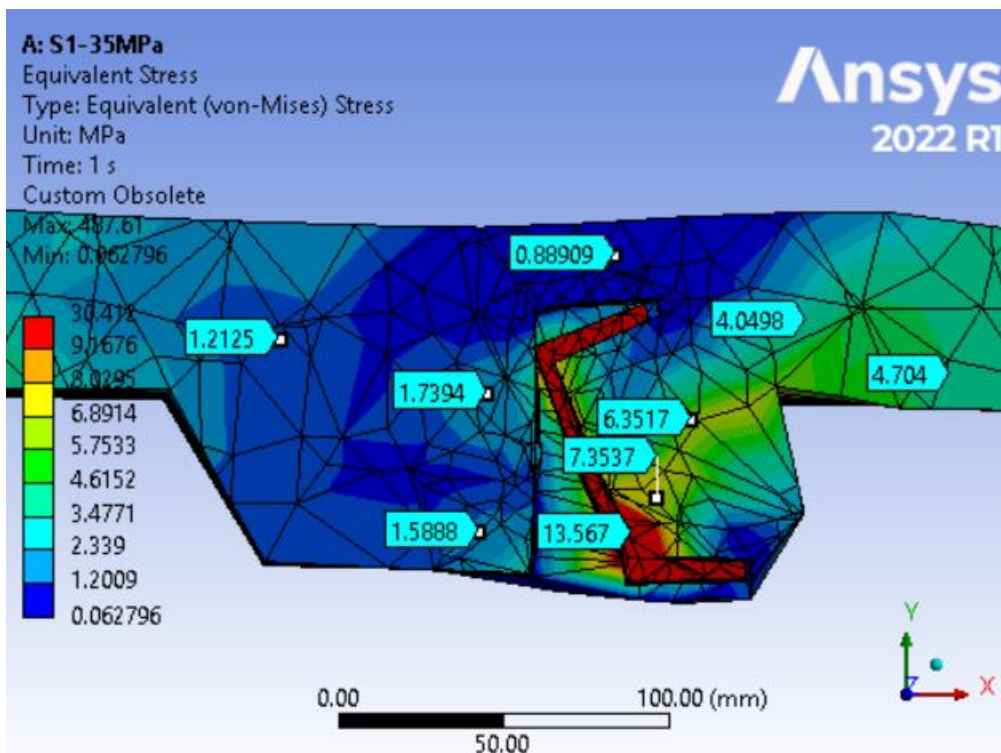 A: S1-35MPa
Equivalent Stress
Type: Equivalent (von-Mises) Stress
Unit: MPa
Time: 1 s
Custom Obsolete
Max: 487.61
Min: 0.062796
Ansys
2022 R1
30.412
9.1676
8.0295
6.8914
5.7533
4.6152
3.4771
2.339
1.2009
0.062796
0.88909
1.2125
4.0498
1.7394
4.704
6.3517
7.3537
1.5888
13.567
0.00
100.00 (mm)
50.00
Y
Z
X